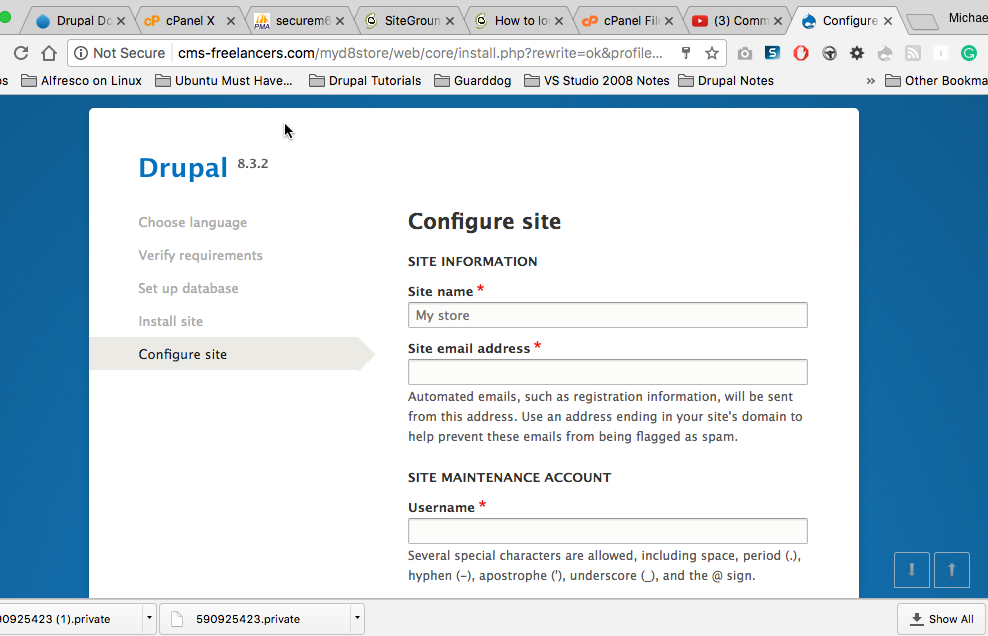 Drupal Do
cPanel X
securem6
SiteGroun
How to lo
cPanel File
(3) Comm
Configure
Michae
Not Secure
cms-freelancers.com/myd8store/web/core/install.php?rewrite=ok&profile...
Alfresco on Linux
Ubuntu Must Have...
Drupal Tutorials
Guarddog
VS Studio 2008 Notes
Drupal Notes
»
Other Bookma
Drupal 8.3.2
Choose language
Verify requirements
Set up database
Install site
Configure site
Configure site
SITE INFORMATION
Site name *
My store
Site email address *
Automated emails, such as registration information, will be sent
from this address. Use an address ending in your site's domain to
help prevent these emails from being flagged as spam.
SITE MAINTENANCE ACCOUNT
Username *
Several special characters are allowed, including space, period (.),
hyphen (-), apostrophe ('), underscore (_), and the @ sign.
90925423 (1).private
590925423.private
Show All